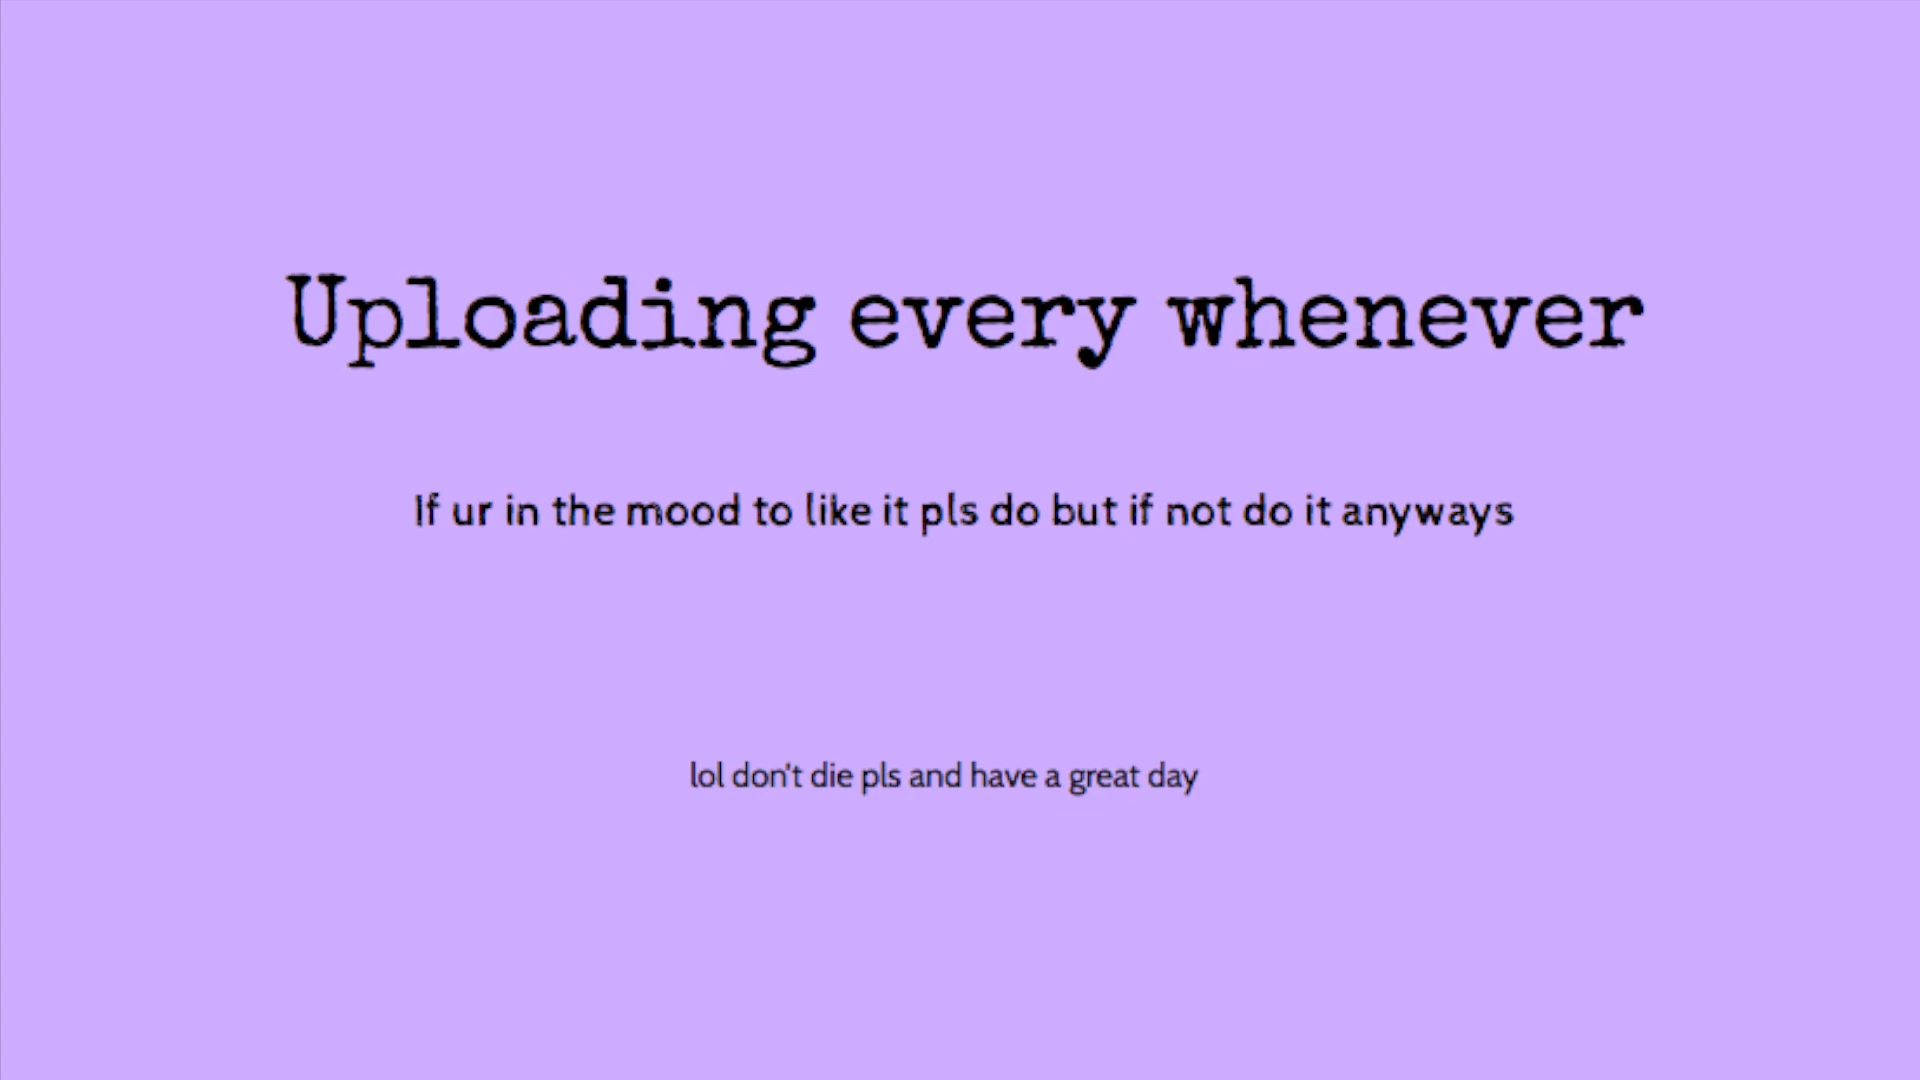 Uploading every whenever
If ur in the mood to like it pls do but if not do it anyways
lol don't die pls and have a great day